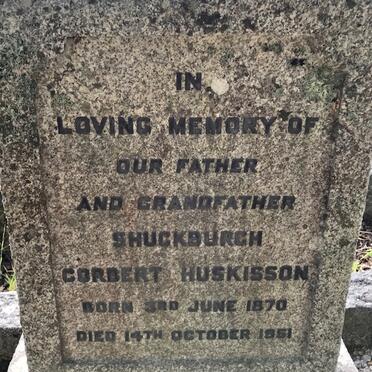 IN
LOVING MEMORY OF
OUR FATHER
AND GRANDFATHER
SHUCKBURGH
CORBERT HUSKISSON
BORN 3RD JUNE 1870
DIED 14TH OCTOBER 1951